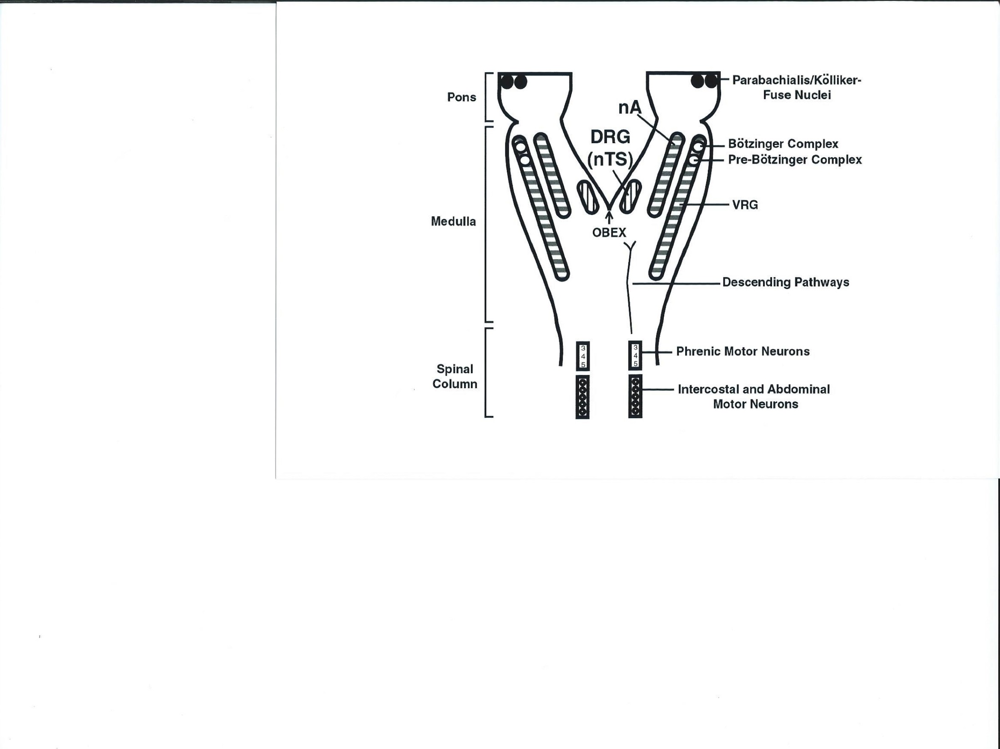 Parabachialis/Kölliker-
Fuse Nuclei
Pons
nA
DRG
(nTS)
Bötzinger Complex
Pre-Bötzinger Complex
VRG
Medulla
OBEX
Descending Pathways
3
4
5
3
4
5
Phrenic Motor Neurons
Spinal
Column
Intercostal and Abdominal
Motor Neurons